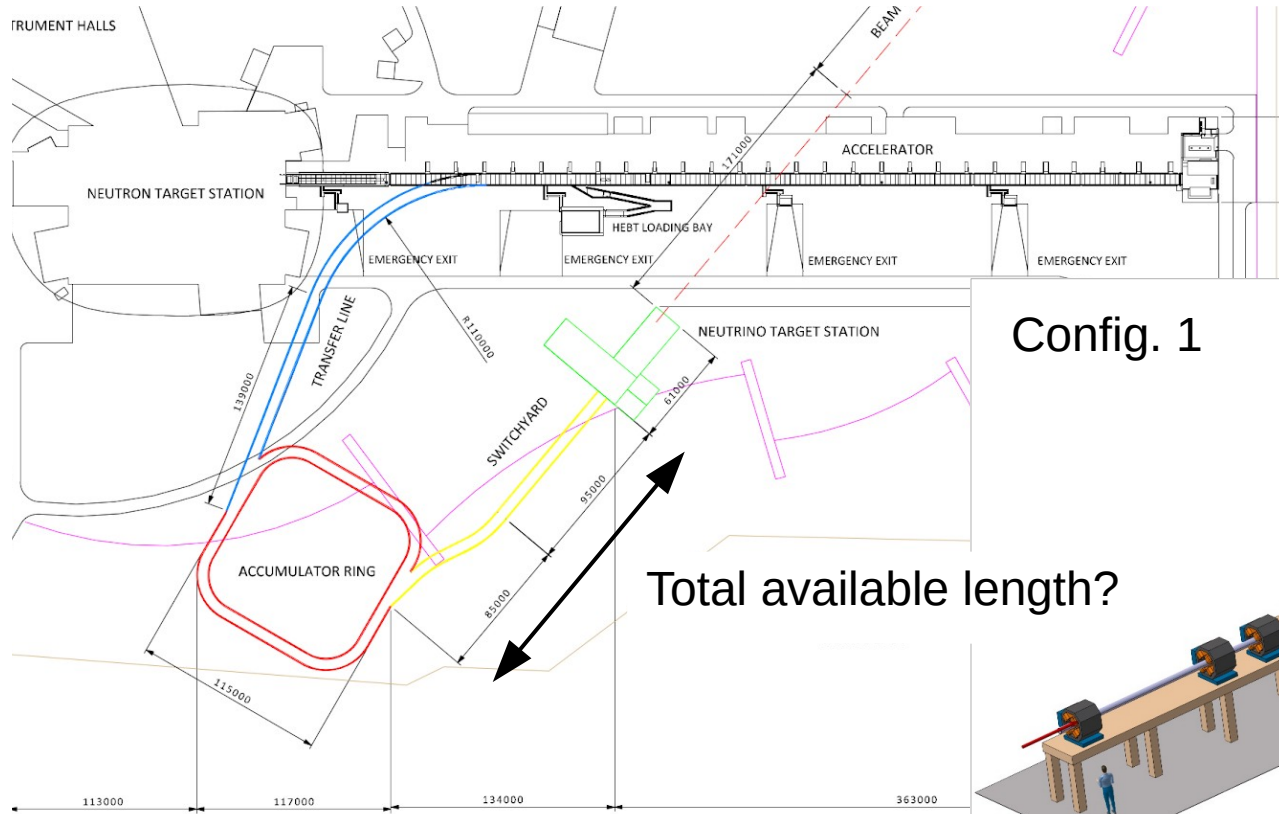 TRUMENT HALLS
BEAM
171000
ACCELERATOR
NEUTRON TARGET STATION
HEBT LOADING BAY
EMERGENCY EXIT
EMERGENCY EXIT
EMERGENCY EXIT
EMERGENCY EXIT
TRANSFER LINE
R110000
NEUTRINO TARGET STATION
Config. 1
139000
61000
SWITCHYARD
95000
ACCUMULATOR RING
Total available length?
85000
115000
113000
117000
134000
363000